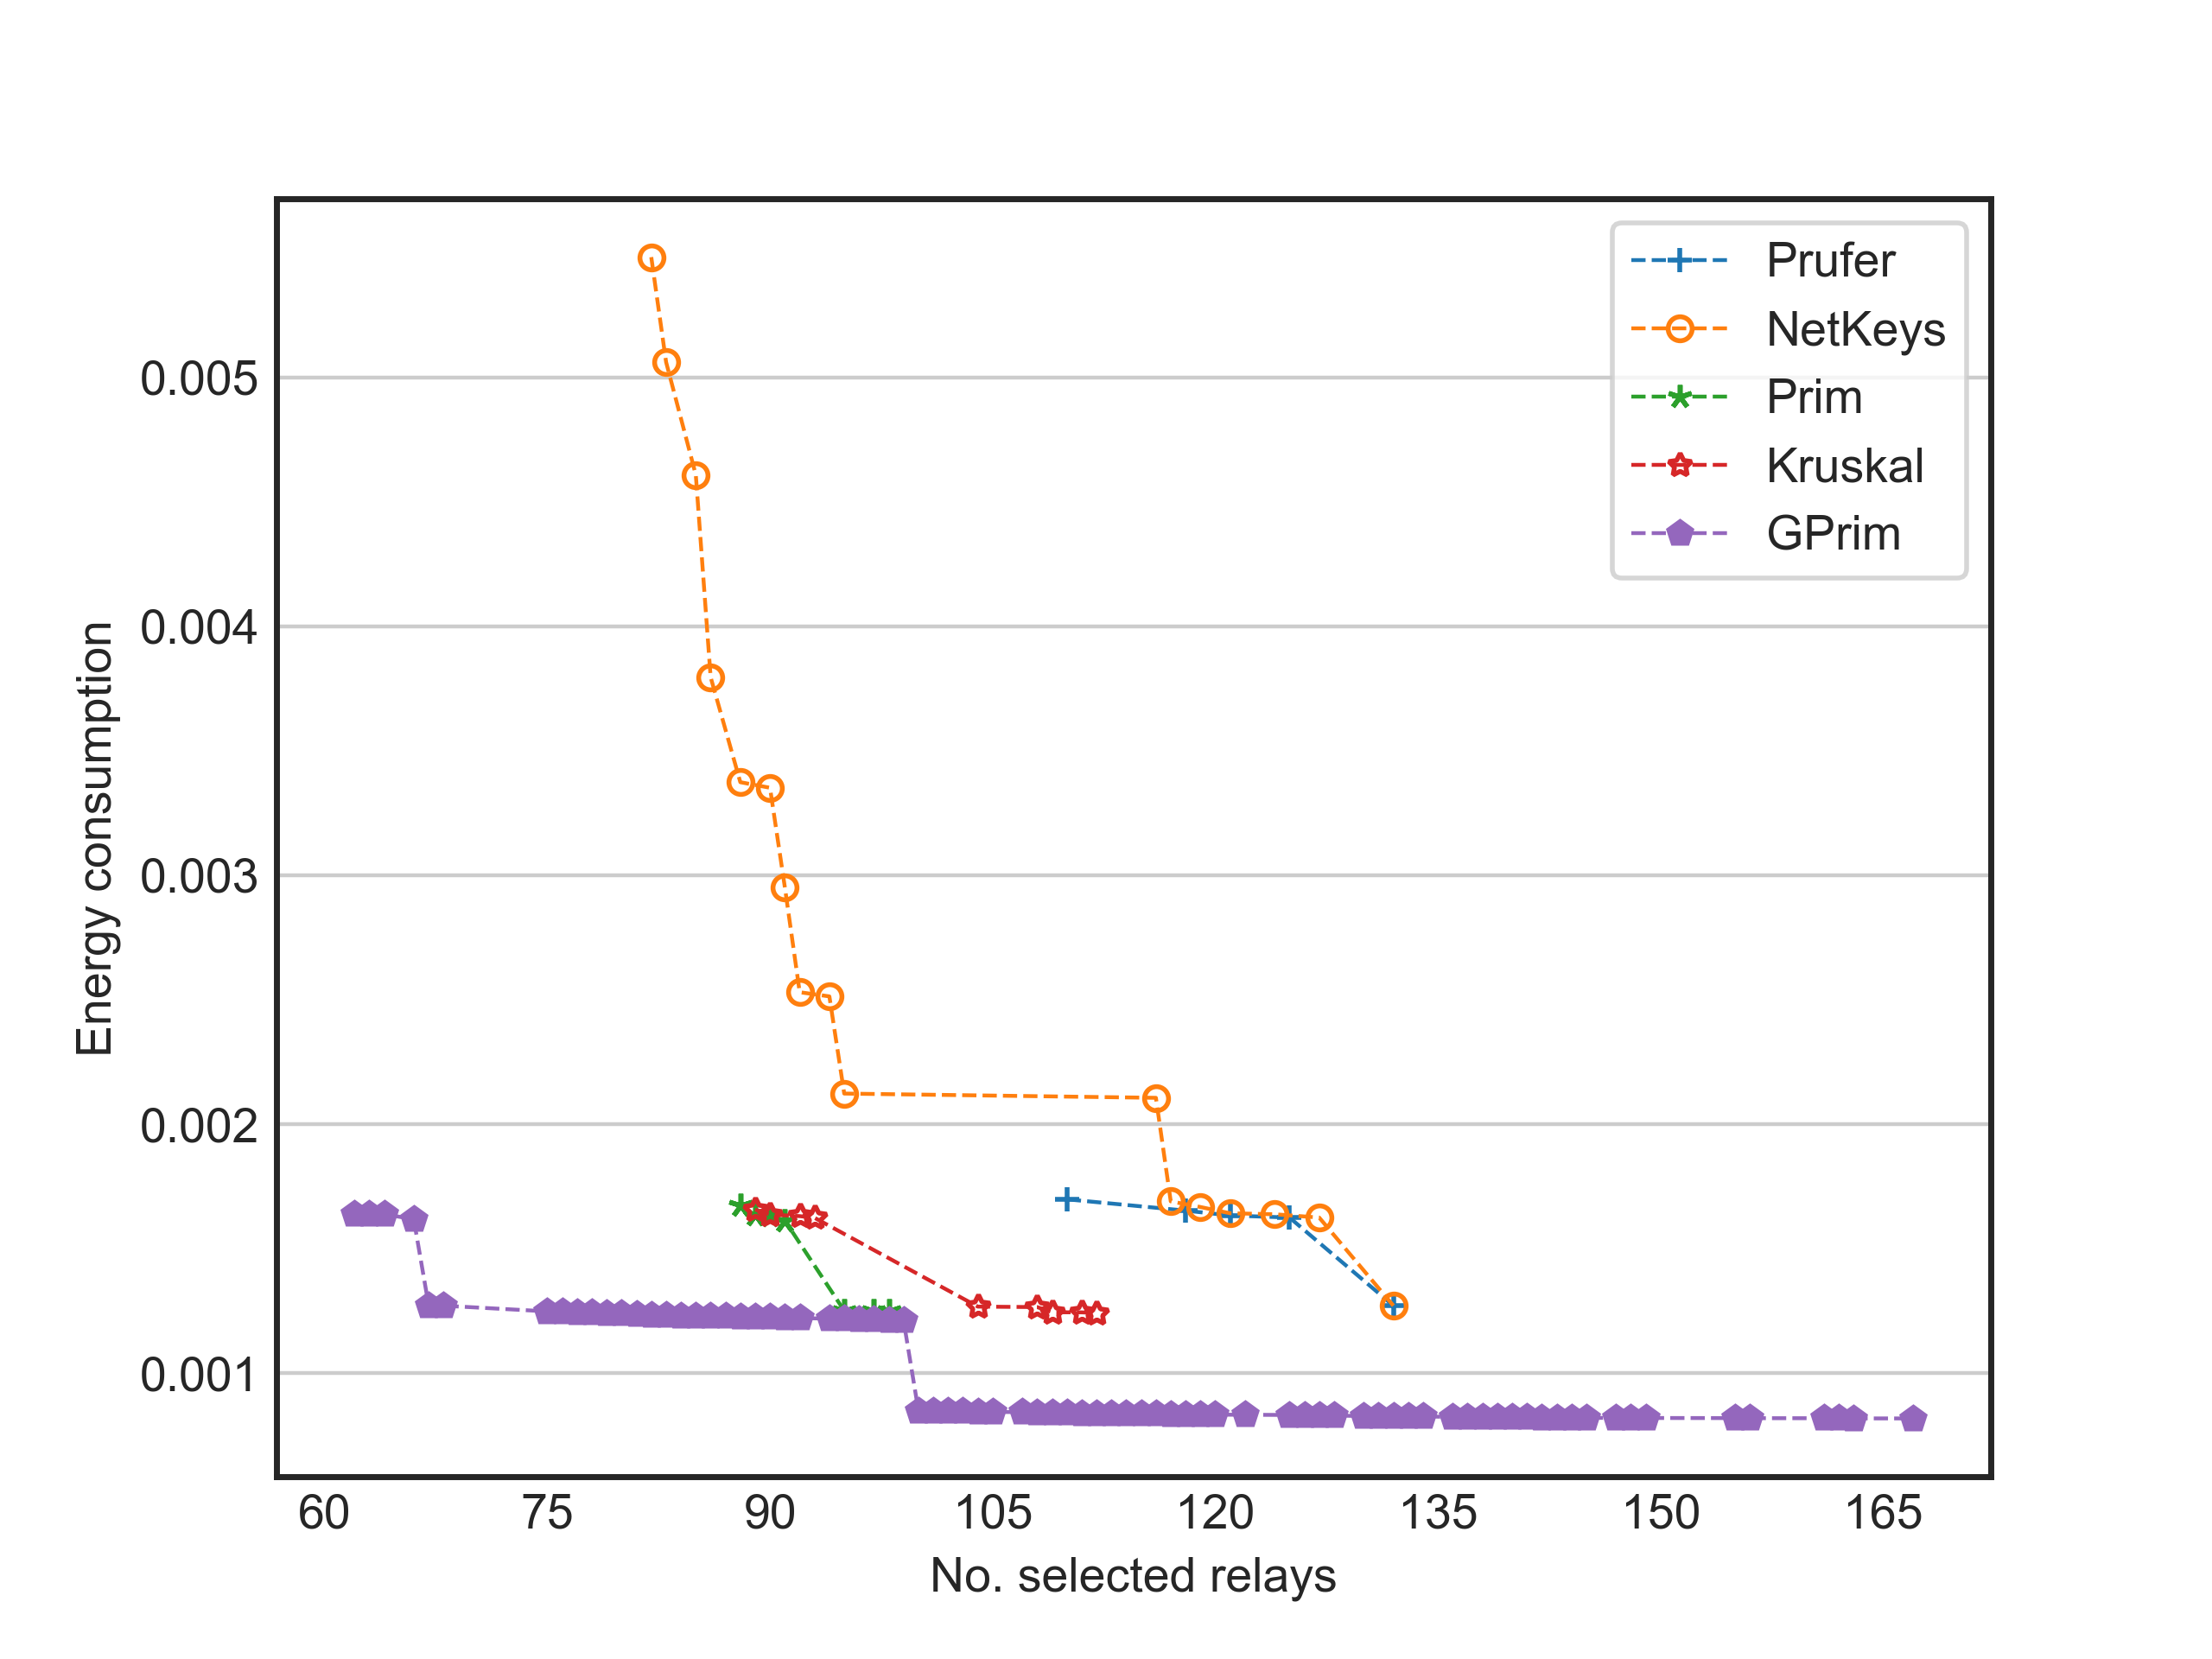 Prufer
NetKeys
Prim
Kruskal
GPrim
0.005
0.004
0.003
0.002
0.001
Energy consumption
60 75 90 105 120 135 150 165
No. selected relays